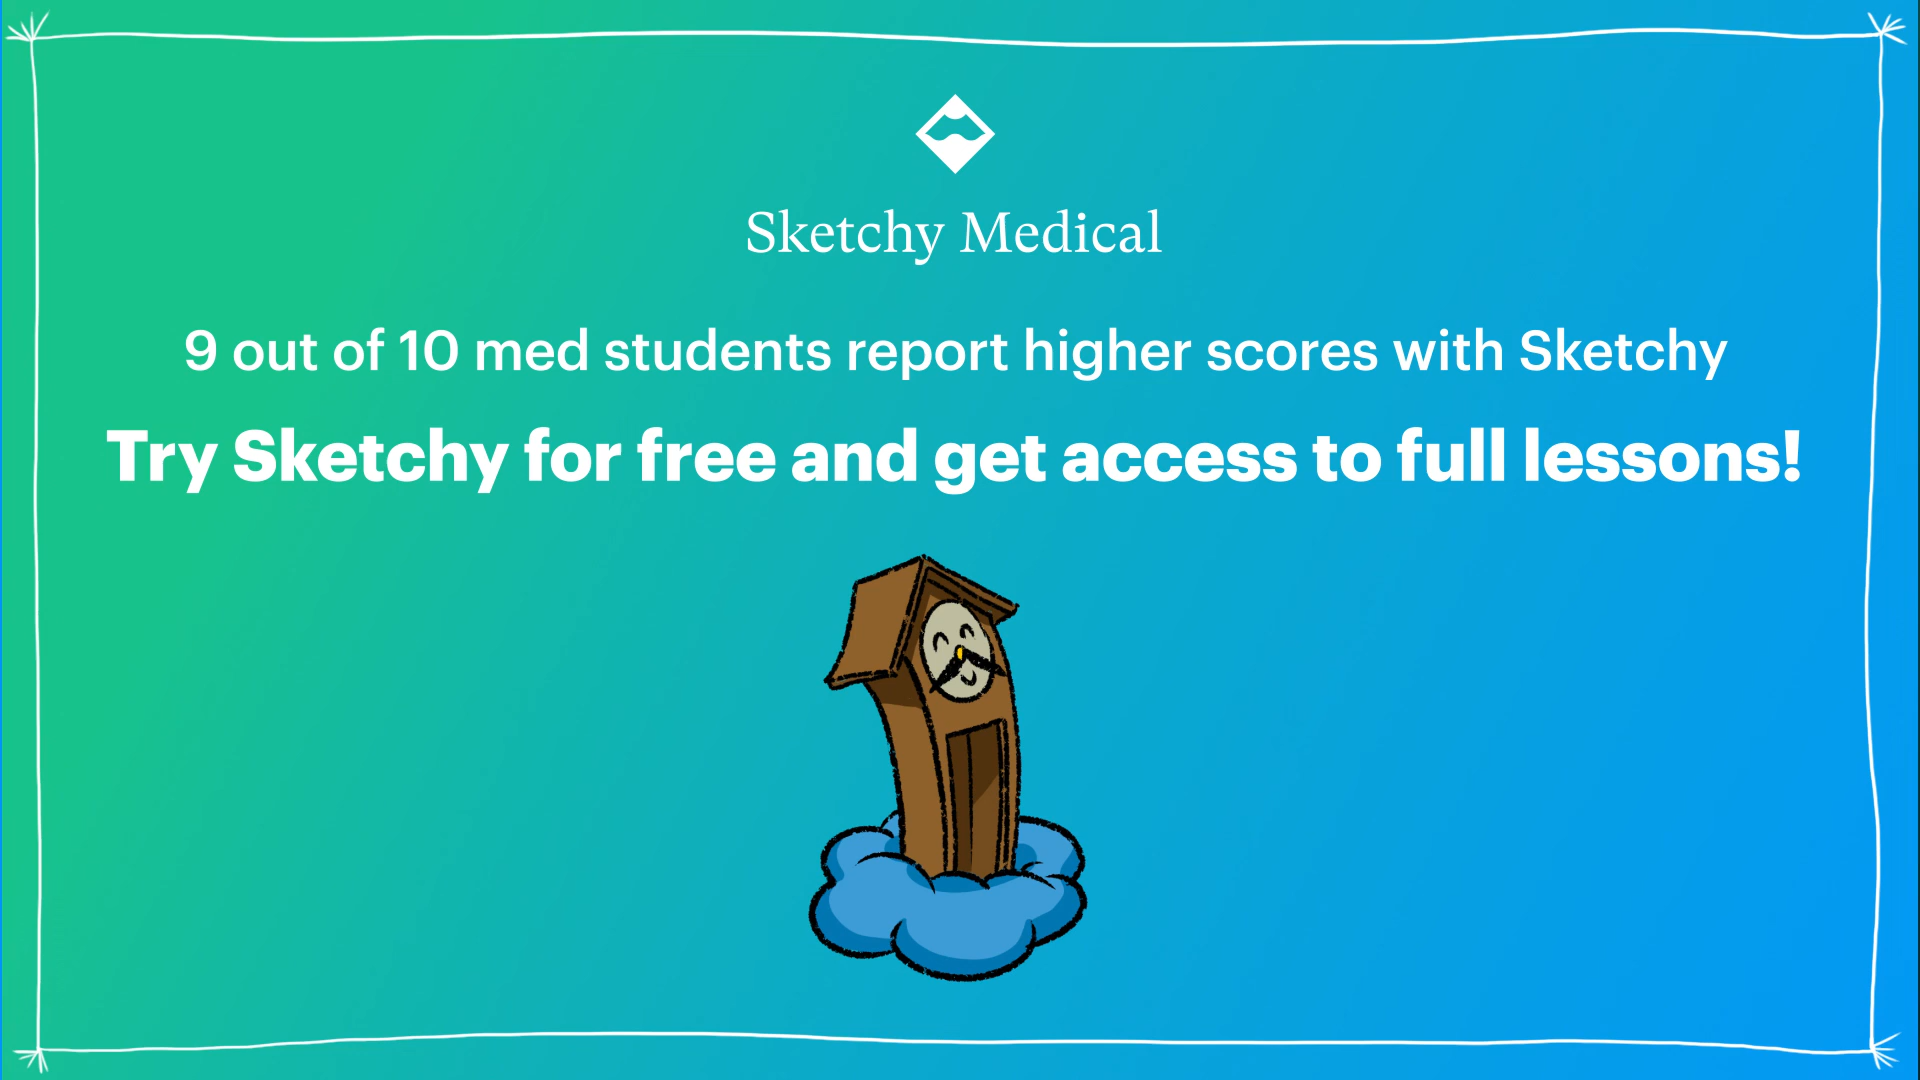 Sketchy Medical
9 out of 10 med students report higher scores with Sketchy
Try Sketchy for free and get access to full lessons!